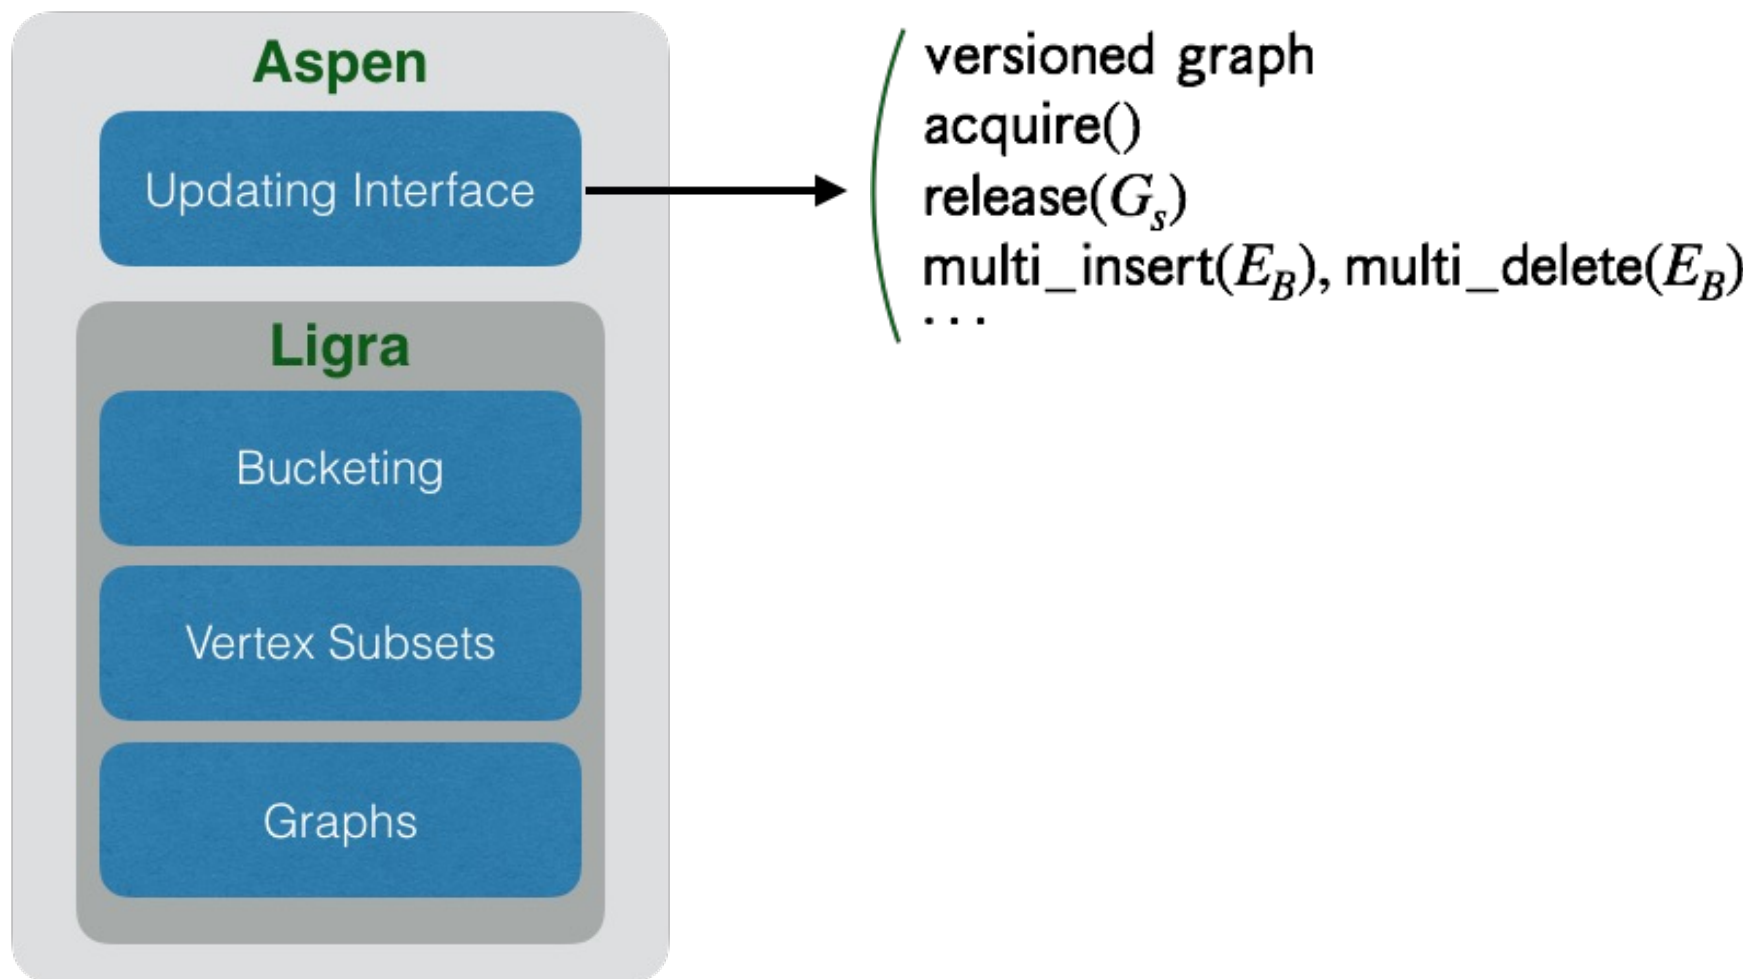 Aspen
Updating Interface
Ligra
Bucketing
Vertex Subsets
Graphs
versioned graph
acquire()
release(G_s)
multi_insert(E_B), multi_delete(E_B)
...